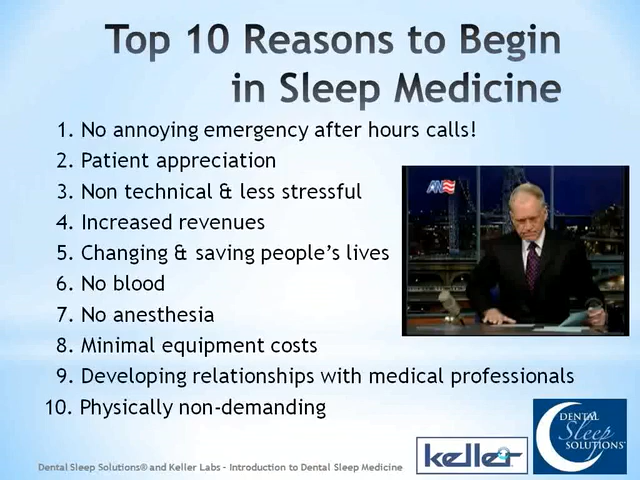 Top 10 Reasons to Begin
in Sleep Medicine
1. No annoying emergency after hours calls!
2. Patient appreciation
3. Non technical & less stressful
4. Increased revenues
5. Changing & saving people's lives
6. No blood
7. No anesthesia
8. Minimal equipment costs
9. Developing relationships with medical professionals
10. Physically non-demanding
Dental Sleep Solutions® and Keller Labs - Introduction to Dental Sleep Medicine
keller
DENTAL
Sleep
SOLUTIONS